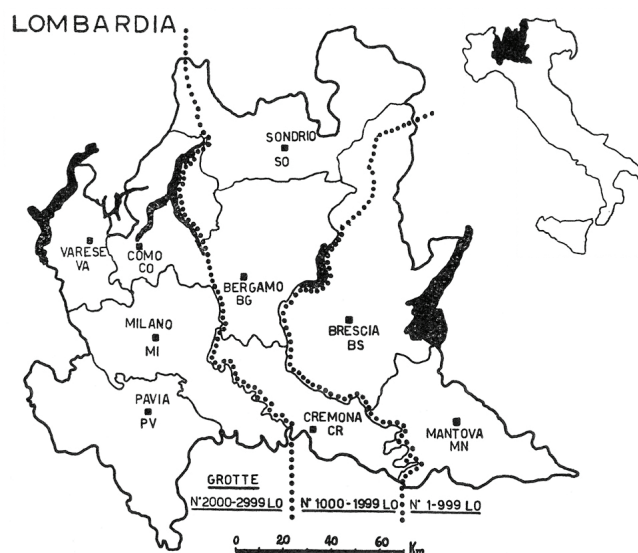 LOMBARDIA
SONDRIO
SO
VARESE
VA
COMO
CO
BERGAMO
BG
MILANO
MI
BRESCIA
BS
PAVIA
PV
CREMONA
CR
MANTOVA
MN
GROTTE
N° 2000-2999 LO
N° 1000-1999 LO
N° 1-999 LO
0 20 40 60 Km